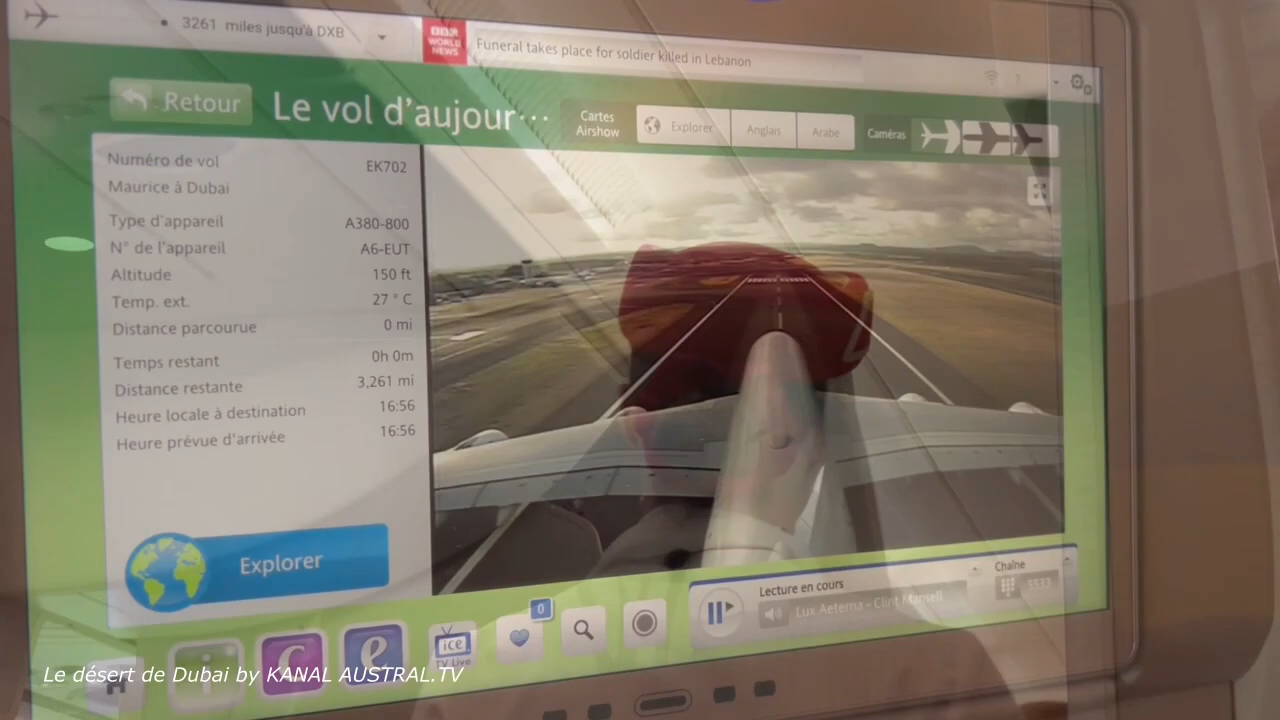 3261 miles jusqu'à DXB
BBC
WORLD
NEWS
Funeral takes place for soldier killed in Lebanon
Retour
Le vol d'aujour···
Cartes
Airshow
Explorer
Anglais
Arabe
Caméras
Numéro de vol EK702
Maurice à Dubai
Type d'appareil A380-800
N° de l'appareil A6-EUT
Altitude 150 ft
Temp. ext. 27 ° C
Distance parcourue 0 mi
Temps restant 0h 0m
Distance restante 3,261 mi
Heure locale à destination 16:56
Heure prévue d'arrivée 16:56
Explorer
Lecture en cours
Lux Aeterna - Clint Mansell
Chaîne
5533
0
i
c
e
ice
TV Live
Le désert de Dubai by KANAL AUSTRAL.TV